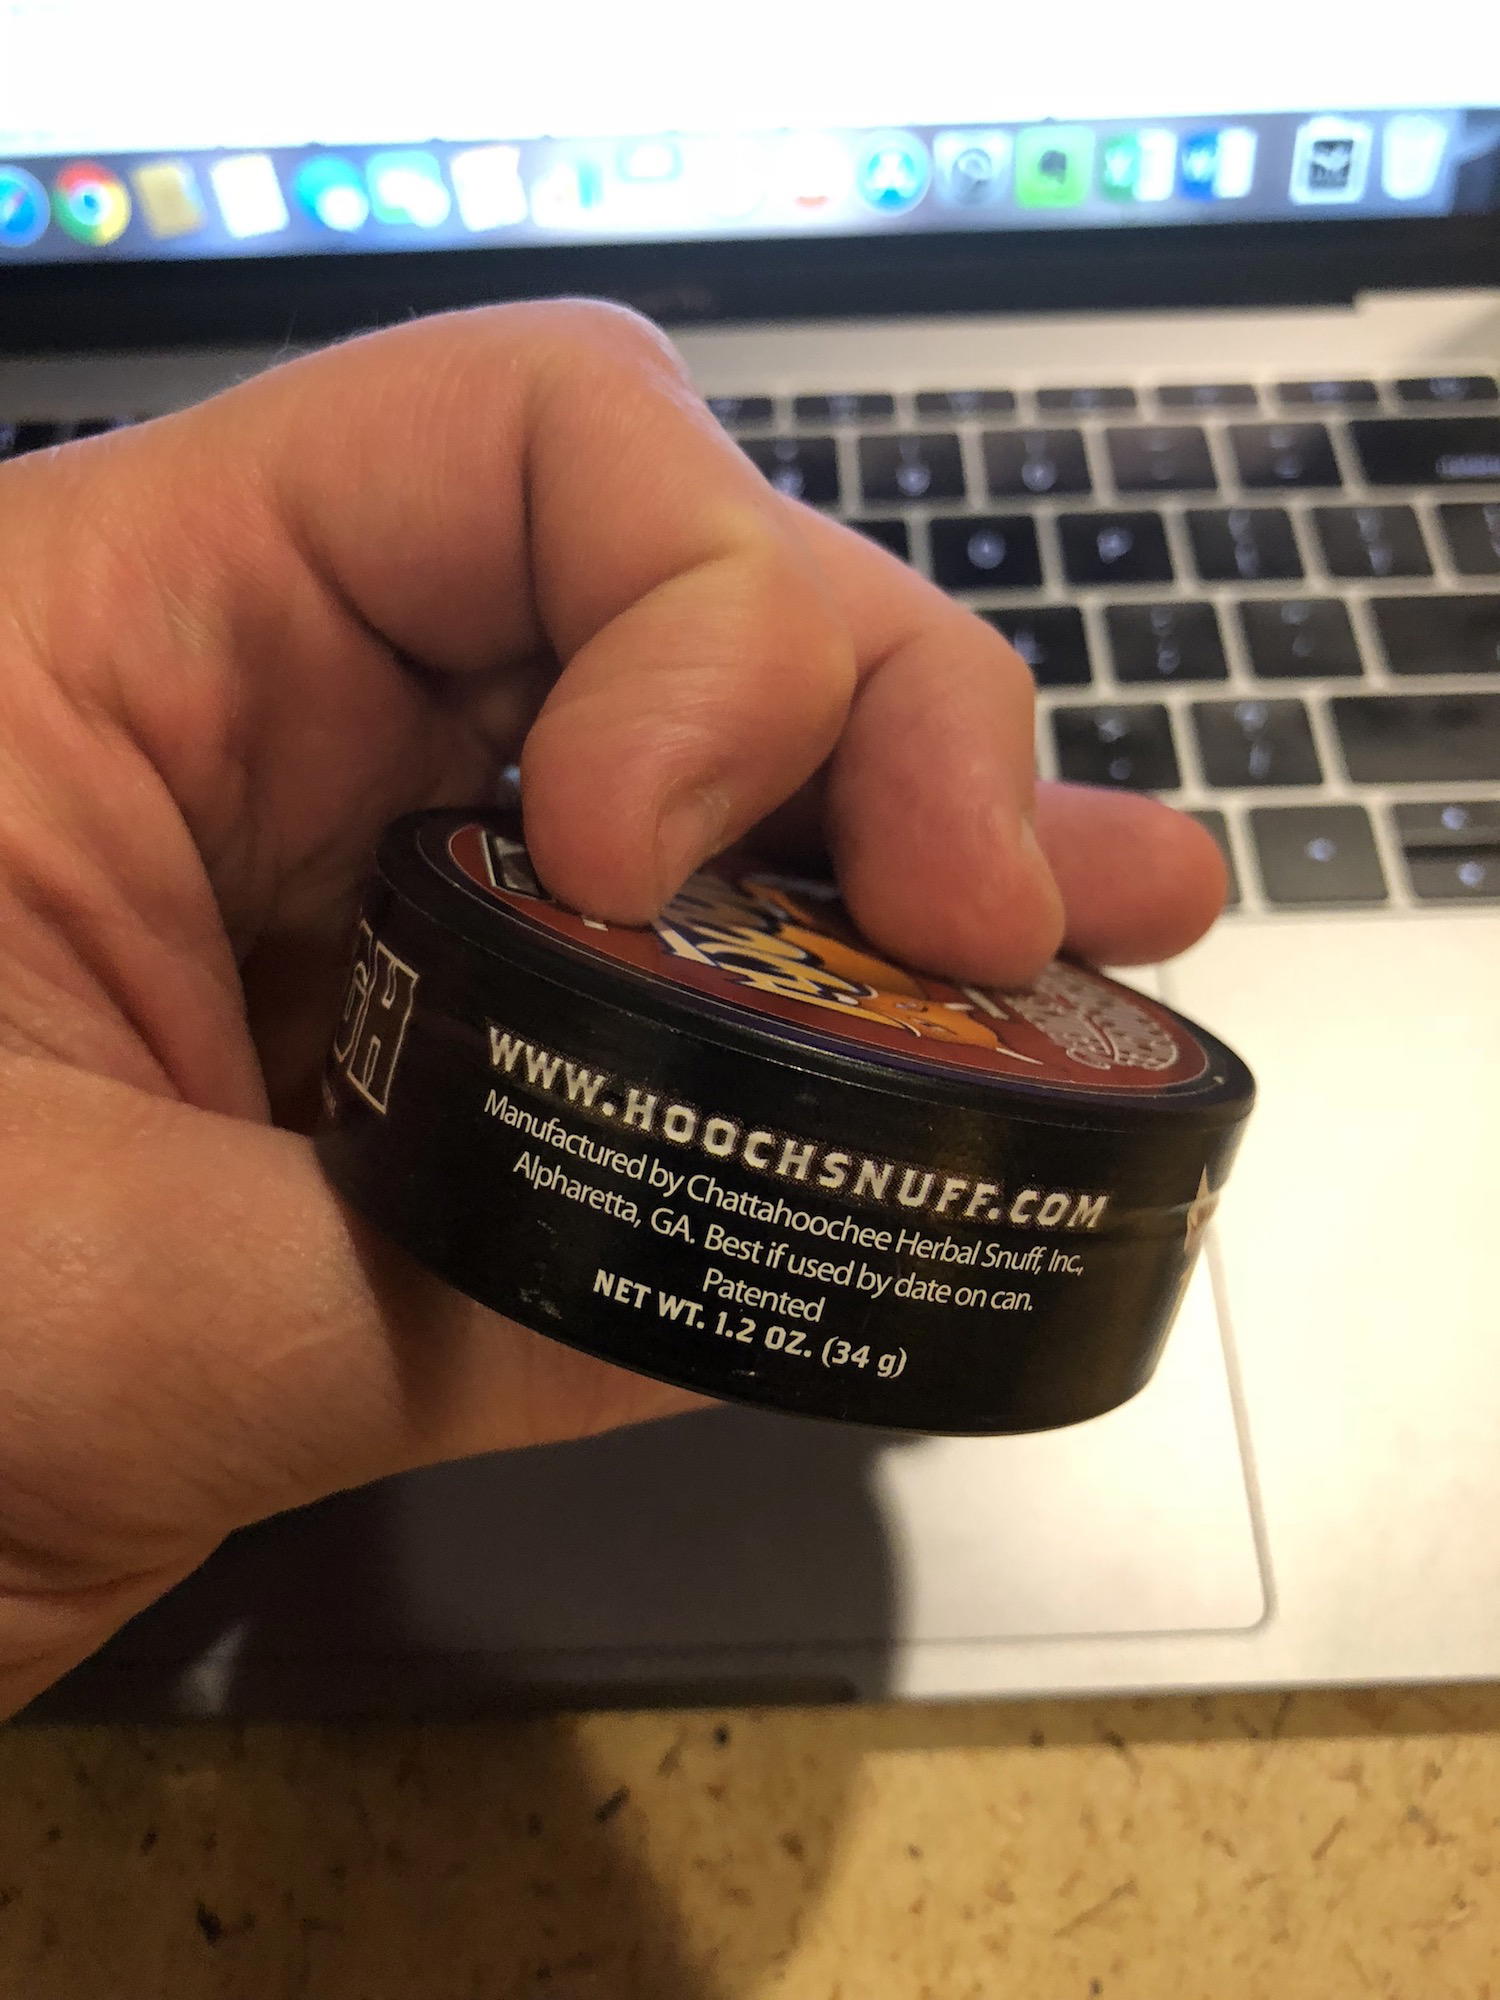 WWW.HOOCHSNUFF.COM
Manufactured by Chattahoochee Herbal Snuff, Inc,
Alpharetta, GA. Best if used by date on can.
Patented
NET WT. 1.2 OZ. (34 g)
GH